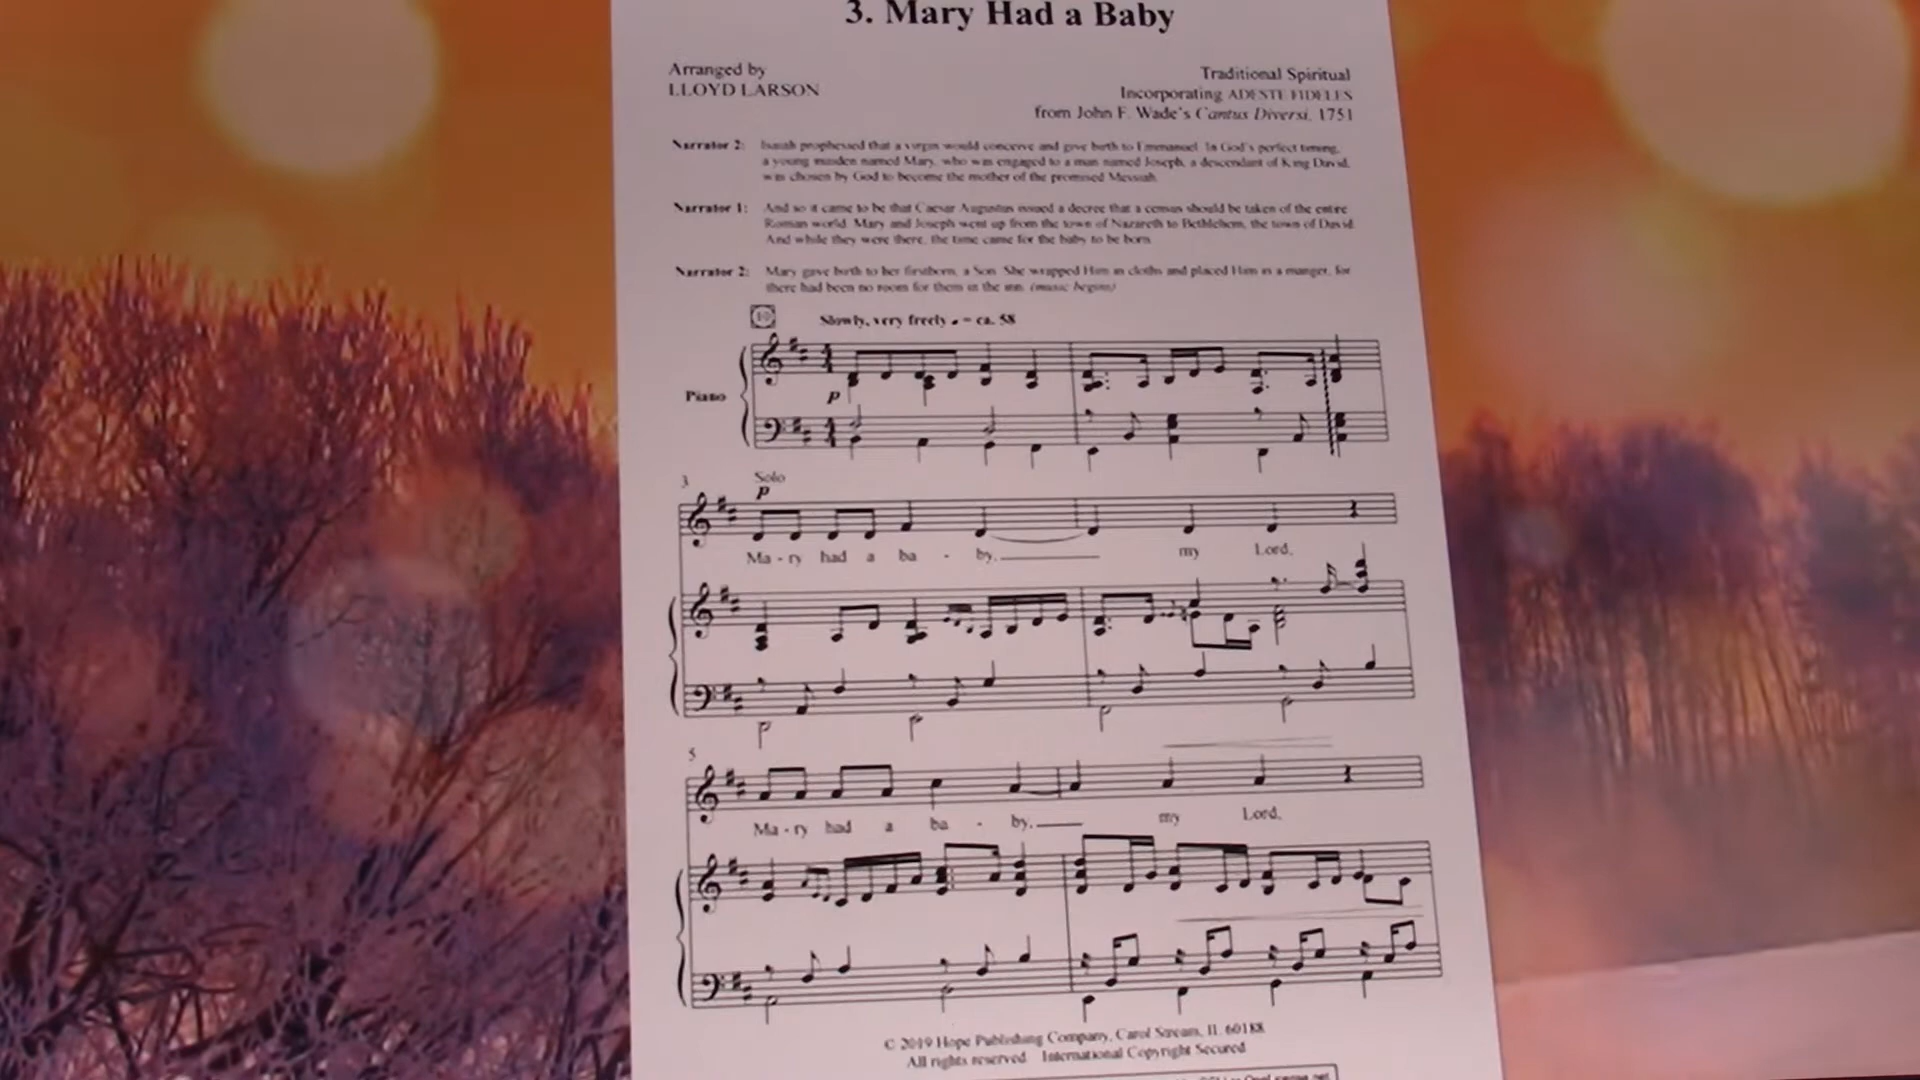 3. Mary Had a Baby
Arranged by
LLOYD LARSON
Traditional Spiritual
Incorporating ADESTE FIDELES
from John F. Wade's Cantus Diversi, 1751
Narrator 2: Isaiah prophesied that a virgin would conceive and give birth to Emmanuel. In God's perfect timing,
a young maiden named Mary, who was engaged to a man named Joseph, a descendant of King David,
was chosen by God to become the mother of the promised Messiah.
Narrator 1: And so it came to be that Caesar Augustus issued a decree that a census should be taken of the entire
Roman world. Mary and Joseph went up from the town of Nazareth to Bethlehem, the town of David.
And while they were there, the time came for the baby to be born.
Narrator 2: Mary gave birth to her firstborn, a Son. She wrapped Him in cloths and placed Him in a manger, for
there had been no room for them in the inn. (music begins)
Slowly, very freely ♩ = ca. 58
Piano
p
3
Solo
p
Ma - ry had a ba - by, my Lord,
5
Ma - ry had a ba - by, my Lord,
© 2019 Hope Publishing Company, Carol Stream, IL 60188
All rights reserved International Copyright Secured